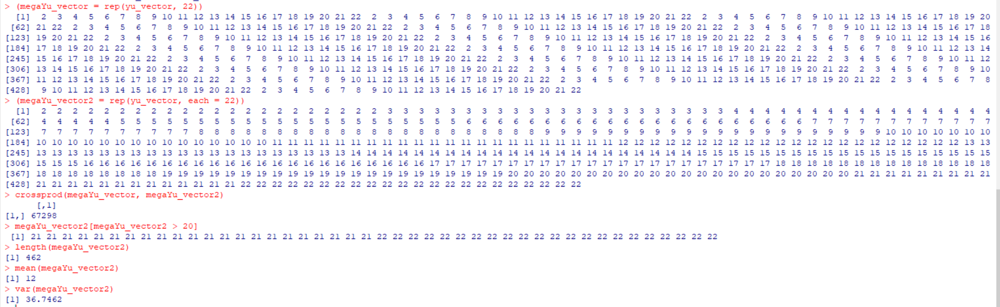 > (megaYu_vector = rep(yu_vector, 22))
[1] 2 3 4 5 6 7 8 9 10 11 12 13 14 15 16 17 18 19 20 21 22 2 3 4 5 6 7 8 9 10 11 12 13 14 15 16 17 18 19 20 21 22 2 3 4 5 6 7 8 9 10 11 12 13 14 15 16 17 18 19 20
[62] 21 22 2 3 4 5 6 7 8 9 10 11 12 13 14 15 16 17 18 19 20 21 22 2 3 4 5 6 7 8 9 10 11 12 13 14 15 16 17 18 19 20 21 22 2 3 4 5 6 7 8 9 10 11 12 13 14 15 16 17 18
[123] 19 20 21 22 2 3 4 5 6 7 8 9 10 11 12 13 14 15 16 17 18 19 20 21 22 2 3 4 5 6 7 8 9 10 11 12 13 14 15 16 17 18 19 20 21 22 2 3 4 5 6 7 8 9 10 11 12 13 14 15 16
[184] 17 18 19 20 21 22 2 3 4 5 6 7 8 9 10 11 12 13 14 15 16 17 18 19 20 21 22 2 3 4 5 6 7 8 9 10 11 12 13 14 15 16 17 18 19 20 21 22 2 3 4 5 6 7 8 9 10 11 12 13 14
[245] 15 16 17 18 19 20 21 22 2 3 4 5 6 7 8 9 10 11 12 13 14 15 16 17 18 19 20 21 22 2 3 4 5 6 7 8 9 10 11 12 13 14 15 16 17 18 19 20 21 22 2 3 4 5 6 7 8 9 10 11 12
[306] 13 14 15 16 17 18 19 20 21 22 2 3 4 5 6 7 8 9 10 11 12 13 14 15 16 17 18 19 20 21 22 2 3 4 5 6 7 8 9 10 11 12 13 14 15 16 17 18 19 20 21 22 2 3 4 5 6 7 8 9 10
[367] 11 12 13 14 15 16 17 18 19 20 21 22 2 3 4 5 6 7 8 9 10 11 12 13 14 15 16 17 18 19 20 21 22 2 3 4 5 6 7 8 9 10 11 12 13 14 15 16 17 18 19 20 21 22 2 3 4 5 6 7 8
[428] 9 10 11 12 13 14 15 16 17 18 19 20 21 22 2 3 4 5 6 7 8 9 10 11 12 13 14 15 16 17 18 19 20 21 22
> (megaYu_vector2 = rep(yu_vector, each = 22))
[1] 2 2 2 2 2 2 2 2 2 2 2 2 2 2 2 2 2 2 2 2 2 2 3 3 3 3 3 3 3 3 3 3 3 3 3 3 3 3 3 3 3 3 3 3 4 4 4 4 4 4 4 4 4 4 4 4 4 4 4 4 4
[62] 4 4 4 4 4 5 5 5 5 5 5 5 5 5 5 5 5 5 5 5 5 5 5 5 5 5 5 6 6 6 6 6 6 6 6 6 6 6 6 6 6 6 6 6 6 6 6 6 6 7 7 7 7 7 7 7 7 7 7 7 7
[123] 7 7 7 7 7 7 7 7 7 7 8 8 8 8 8 8 8 8 8 8 8 8 8 8 8 8 8 8 8 8 8 8 9 9 9 9 9 9 9 9 9 9 9 9 9 9 9 9 9 9 9 9 9 9 10 10 10 10 10 10 10
[184] 10 10 10 10 10 10 10 10 10 10 10 10 10 10 10 11 11 11 11 11 11 11 11 11 11 11 11 11 11 11 11 11 11 11 11 11 11 11 12 12 12 12 12 12 12 12 12 12 12 12 12 12 12 12 12 12 12 12 12 12 13 13
[245] 13 13 13 13 13 13 13 13 13 13 13 13 13 13 13 13 13 13 13 13 14 14 14 14 14 14 14 14 14 14 14 14 14 14 14 14 14 14 14 14 14 14 15 15 15 15 15 15 15 15 15 15 15 15 15 15 15 15 15 15 15
[306] 15 15 15 16 16 16 16 16 16 16 16 16 16 16 16 16 16 16 16 16 16 16 16 16 16 17 17 17 17 17 17 17 17 17 17 17 17 17 17 17 17 17 17 17 17 17 17 18 18 18 18 18 18 18 18 18 18 18 18 18 18
[367] 18 18 18 18 18 18 18 18 19 19 19 19 19 19 19 19 19 19 19 19 19 19 19 19 19 19 19 19 19 19 20 20 20 20 20 20 20 20 20 20 20 20 20 20 20 20 20 20 20 20 20 20 21 21 21 21 21 21 21 21 21
[428] 21 21 21 21 21 21 21 21 21 21 21 21 21 22 22 22 22 22 22 22 22 22 22 22 22 22 22 22 22 22 22 22 22 22 22
> crossprod(megaYu_vector, megaYu_vector2)
[,1]
[1,] 67298
> megaYu_vector2[megaYu_vector2 > 20]
[1] 21 21 21 21 21 21 21 21 21 21 21 21 21 21 21 21 21 21 21 21 21 21 22 22 22 22 22 22 22 22 22 22 22 22 22 22 22 22 22 22 22 22 22 22
> length(megaYu_vector2)
[1] 462
> mean(megaYu_vector2)
[1] 12
> var(megaYu_vector2)
[1] 36.7462